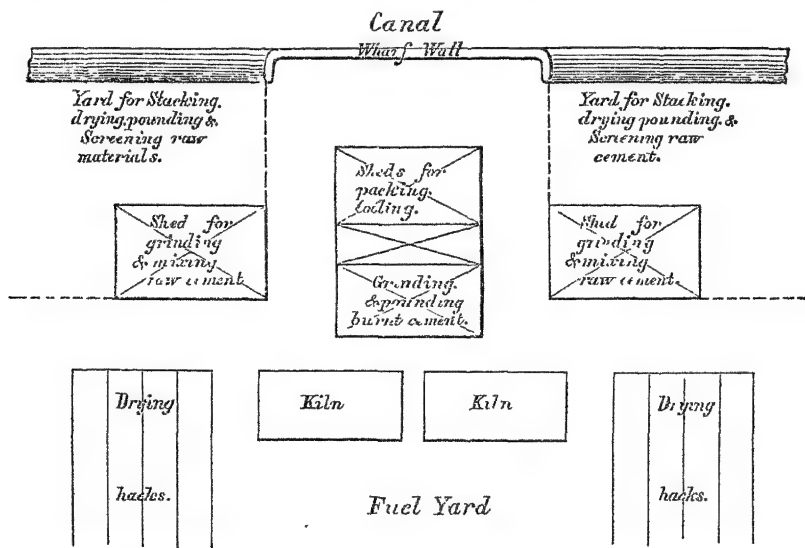 Canal
Wharf Wall
Yard for Stacking.
drying, pounding &
Screening raw
materials.
Yard for Stacking.
drying pounding. &
Screening raw
cement.
Sheds for
packing.
Shed for
grinding
& mixing
raw cement
Shed for
grinding
& mixing
raw cement.
Grinding.
& pounding
burnt cement.
Drying
hacks.
Kiln
Kiln
Drying
hacks.
Fuel Yard